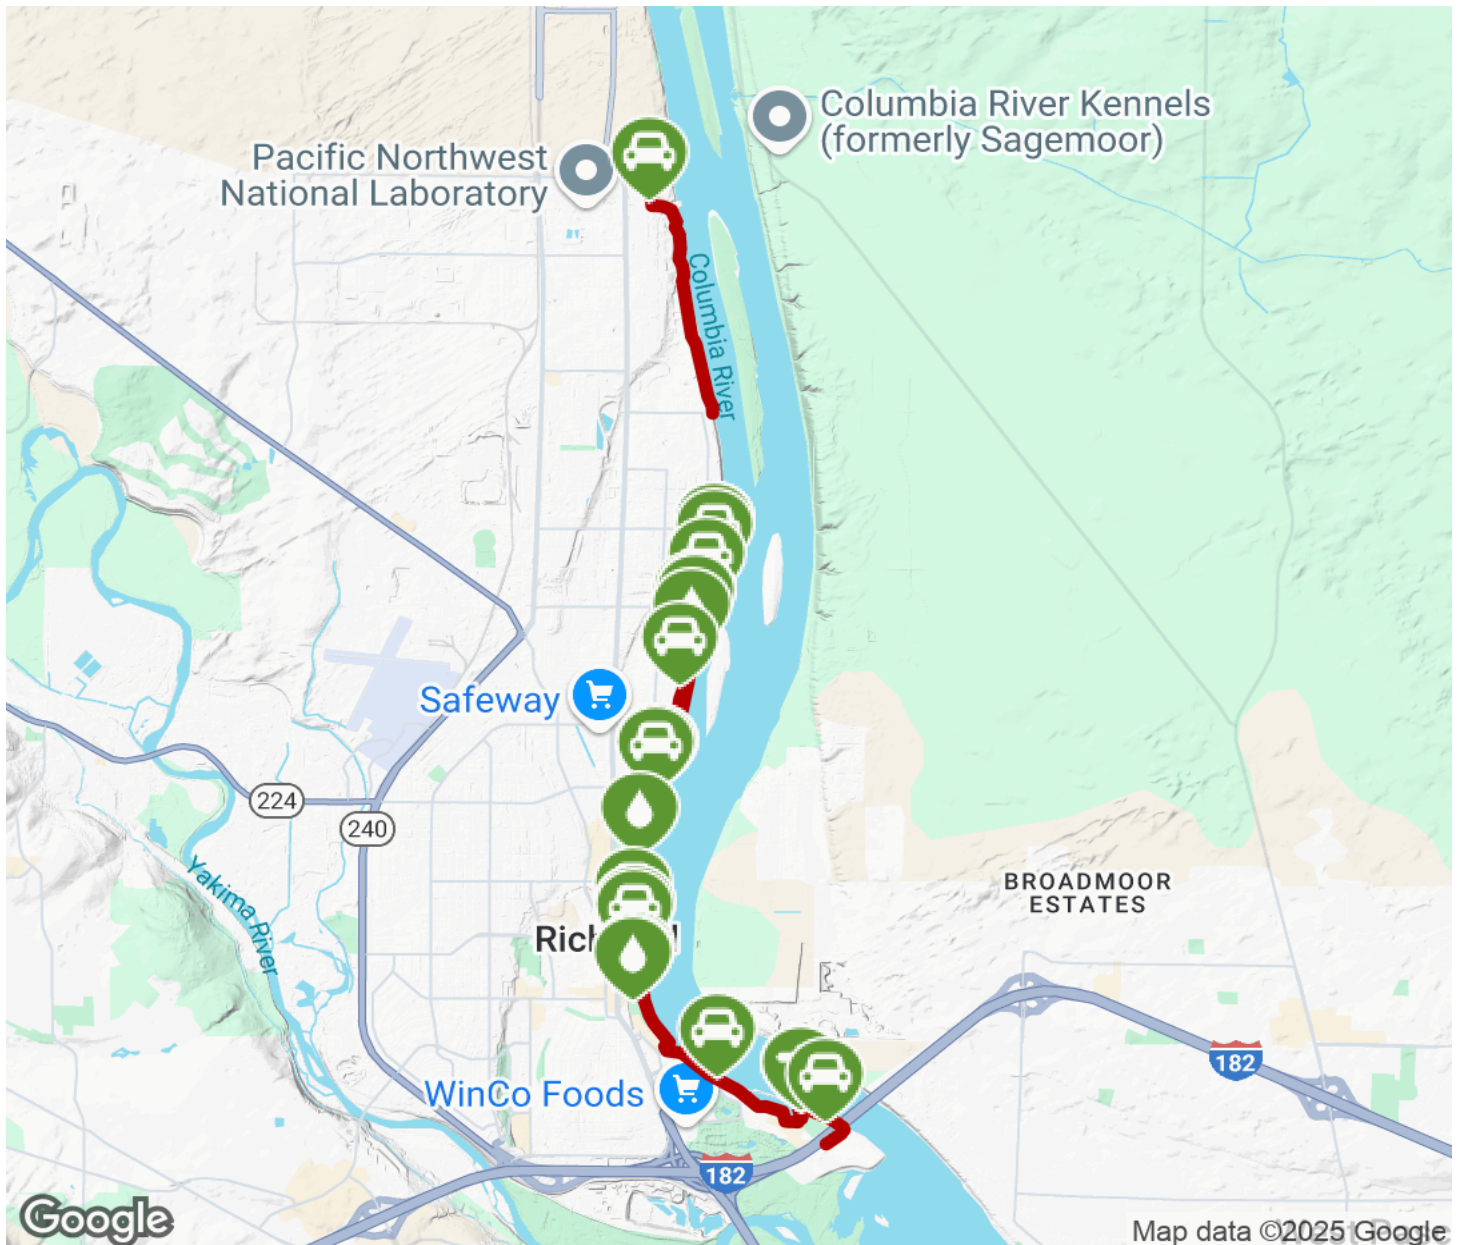 Columbia River Kennels
(formerly Sagemoor)
Pacific Northwest
National Laboratory
Columbia River
Safeway
224
240
Yakima River
BROADMOOR
ESTATES
WinCo Foods
182
182
Google
Map data ©2025 Google